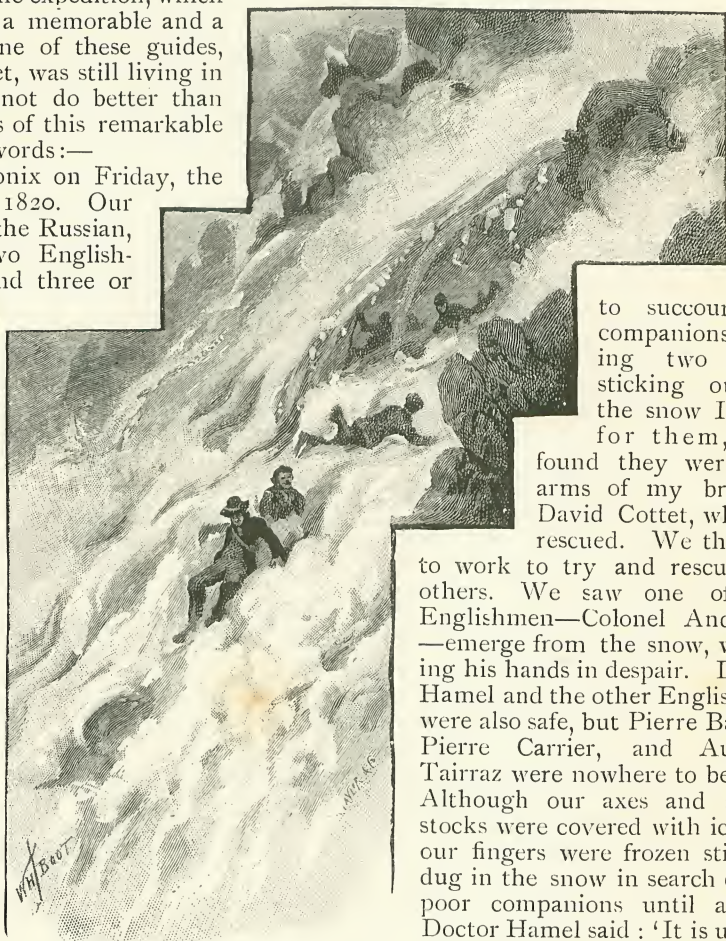 expedition, which
a memorable and a
ne of these guides,
et, was still living in
not do better than
s of this remarkable
words:—
onix on Friday, the
1820. Our
the Russian,
vo English-
nd three or
to succour
companions
ing two
sticking ou
the snow I
for them,
found they wer
arms of my br
David Cottet, wh
rescued. We th
to work to try and rescu
others. We saw one of
Englishmen—Colonel And
—emerge from the snow, w
ing his hands in despair. D
Hamel and the other Englis
were also safe, but Pierre Ba
Pierre Carrier, and Au
Tairraz were nowhere to be
Although our axes and
stocks were covered with ic
our fingers were frozen sti
dug in the snow in search o
poor companions until a
Doctor Hamel said : ‘It is u
WH BOOT